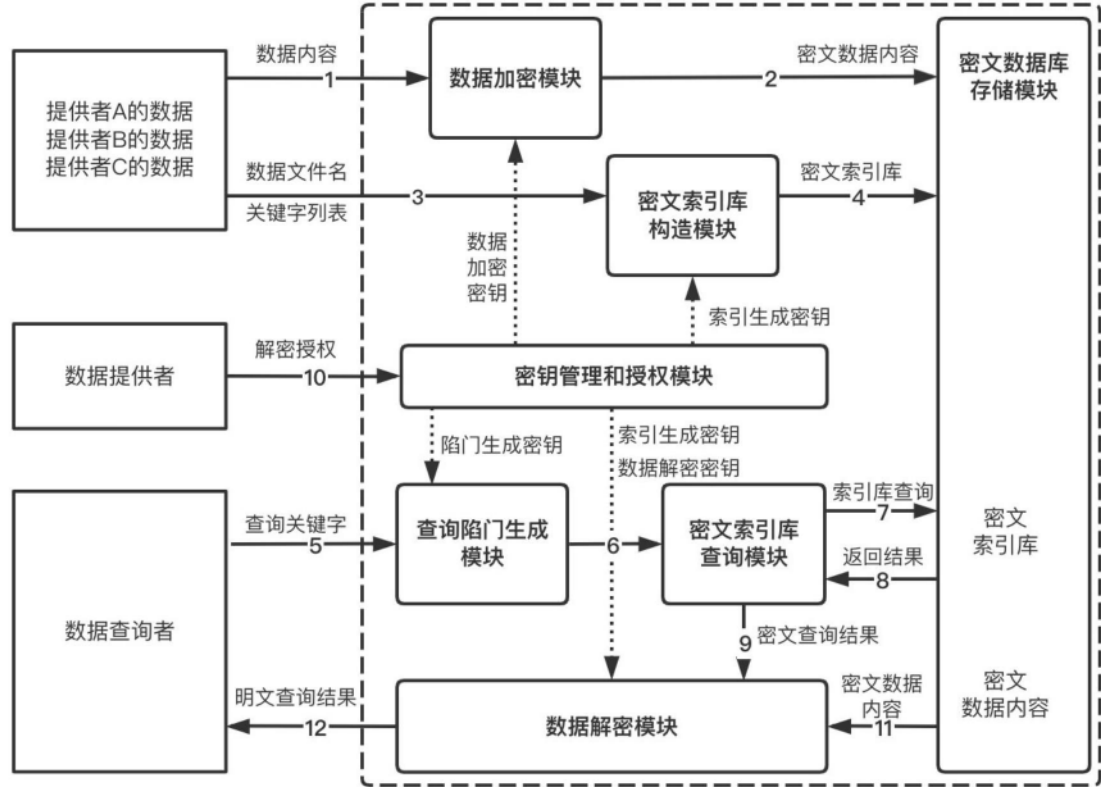 数据内容
1
数据加密模块
2
密文数据内容
密文数据库
存储模块
提供者A的数据
提供者B的数据
提供者C的数据
数据文件名
3
关键字列表
密文索引库
构造模块
密文索引库
4
数据
加密
密钥
索引生成密钥
数据提供者
解密授权
10
密钥管理和授权模块
陷门生成密钥
索引生成密钥
数据解密密钥
数据查询者
查询关键字
5
查询陷门生成
模块
6
密文索引库
查询模块
索引库查询
7
返回结果
8
密文
索引库
9
密文查询结果
明文查询结果
12
数据解密模块
密文数据
内容
11
密文
数据内容